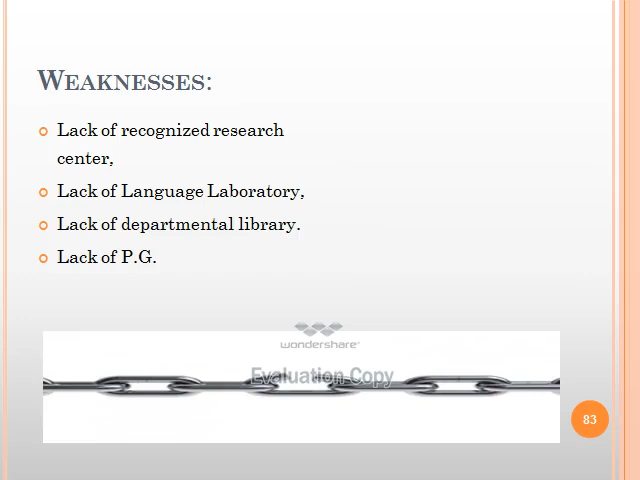 WEAKNESSES:
Lack of recognized research
center,
Lack of Language Laboratory,
Lack of departmental library.
Lack of P.G.
wondershare
Evaluation Copy
83